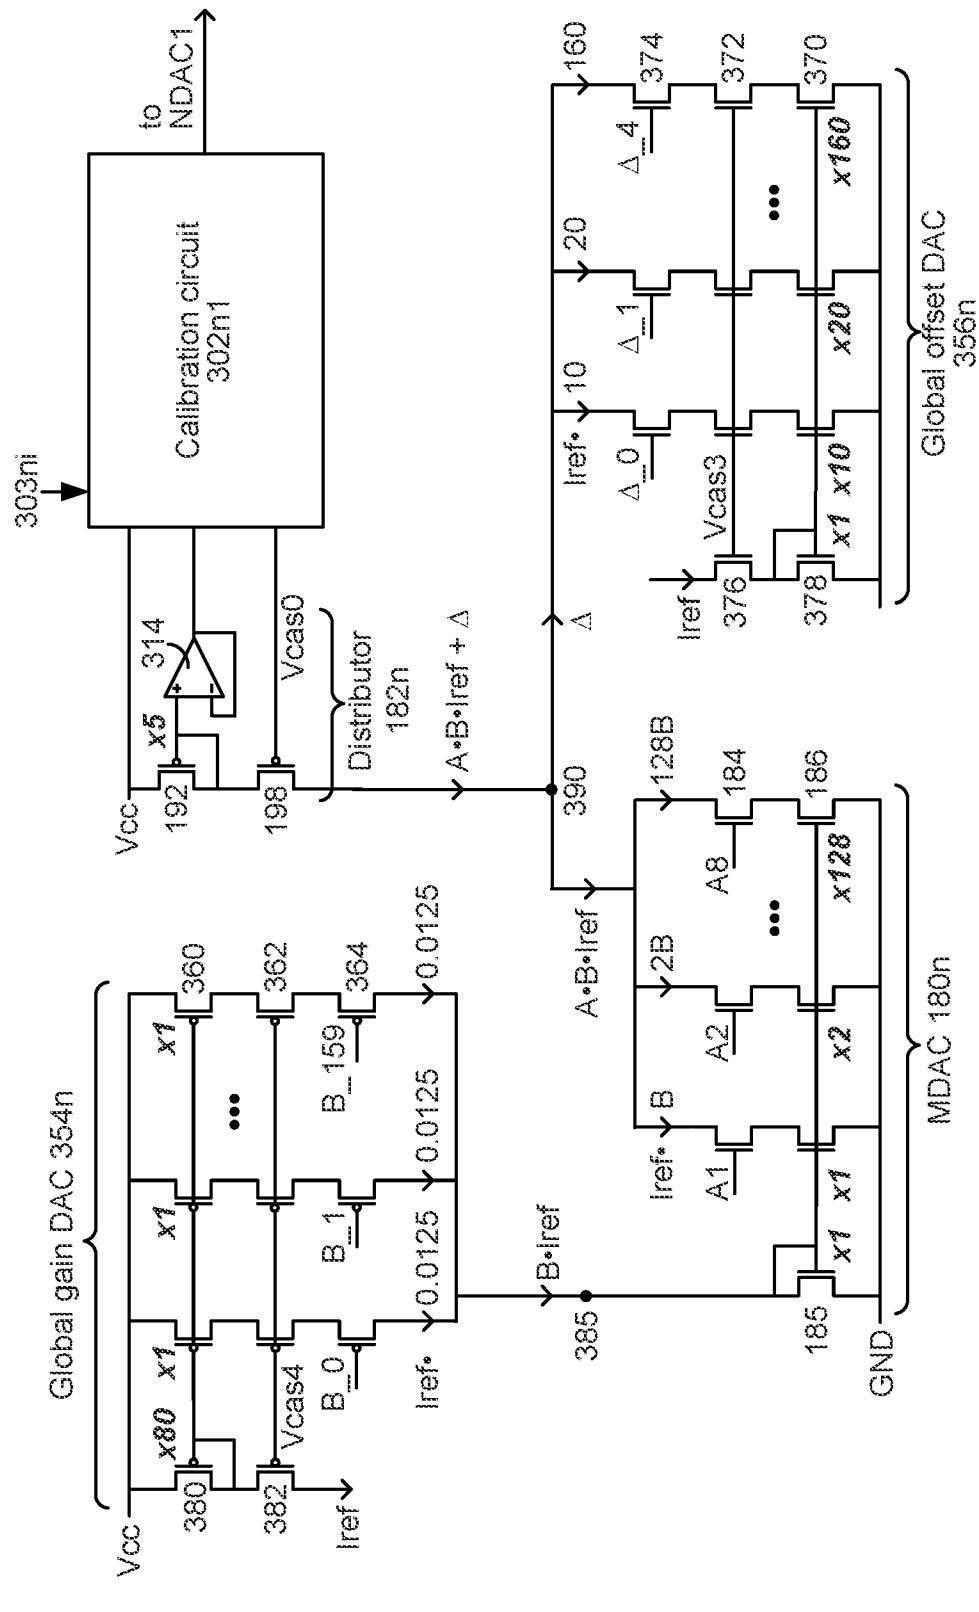 Global gain DAC 354n
Vcc
x80
x1
x1
x1
380
360
382
Vcas4
362
B_0
B_1
B_159
364
Iref
Iref•
0.0125
0.0125
0.0125
B•Iref
385
303ni
Calibration circuit
302n1
to
NDAC1
Vcc
x5
314
192
198
Vcas0
Distributor
182n
A•B•Iref + Δ
390
Δ
A•B•Iref
Iref•
B
2B
128B
A1
A2
A8
184
186
185
x1
x1
x2
x128
GND
MDAC 180n
Iref•
10
20
160
Δ_0
Δ_1
Δ_4
374
Iref
Vcas3
376
372
378
370
x1
x10
x20
x160
Global offset DAC
356n